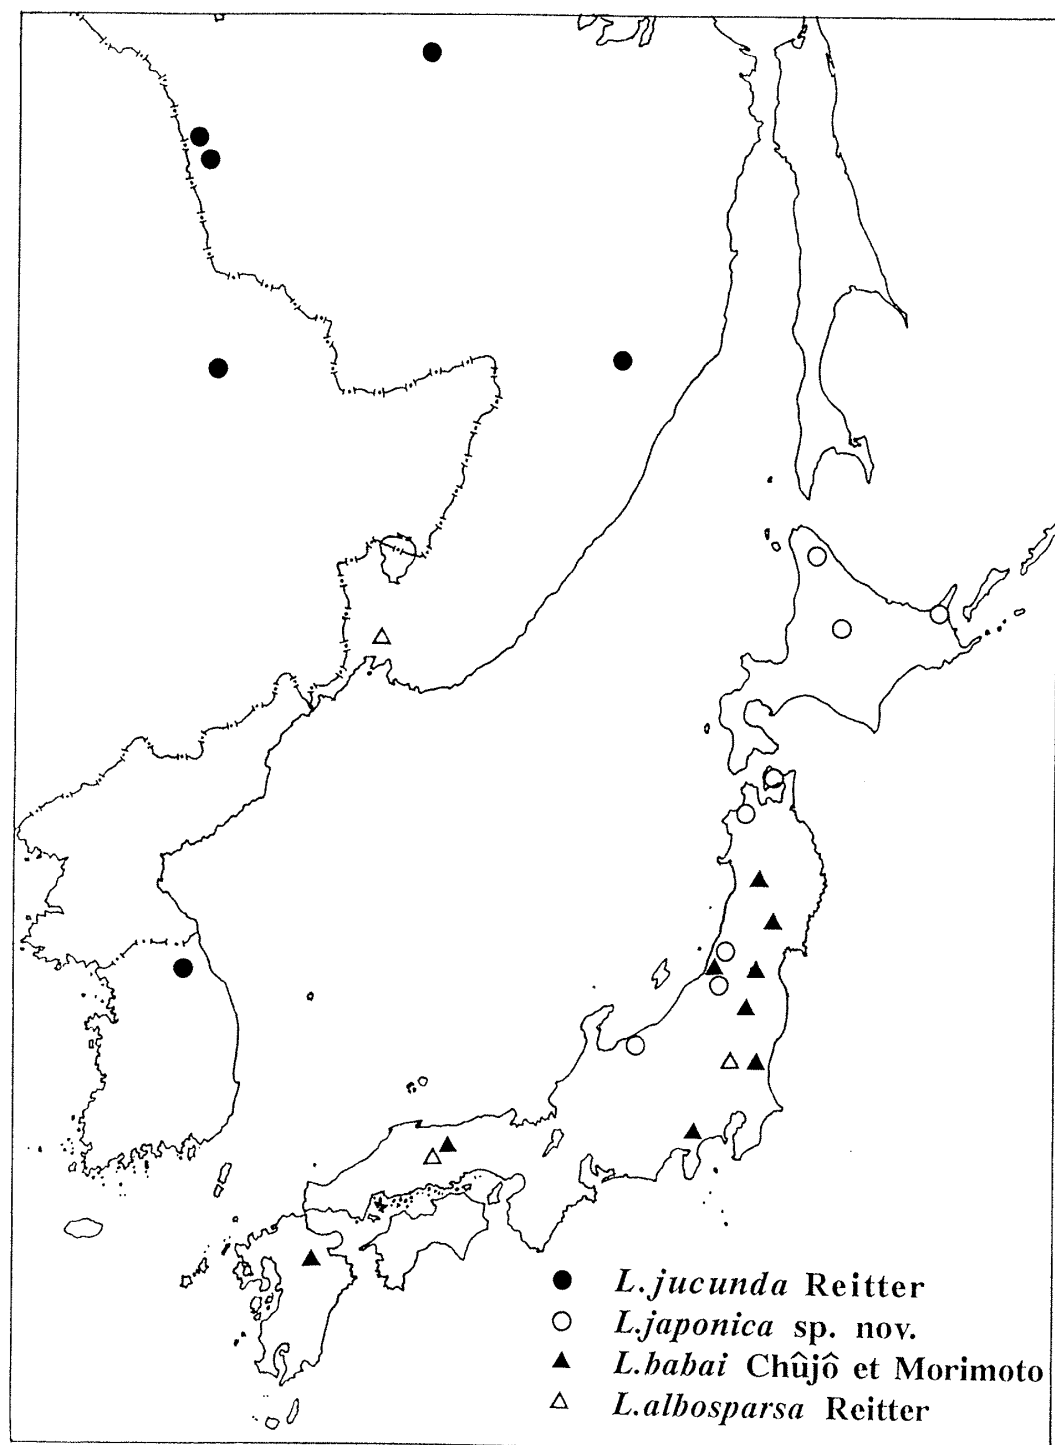 L.jucunda Reitter
L.japonica sp. nov.
L.babai Chûjô et Morimoto
L.albosparsa Reitter